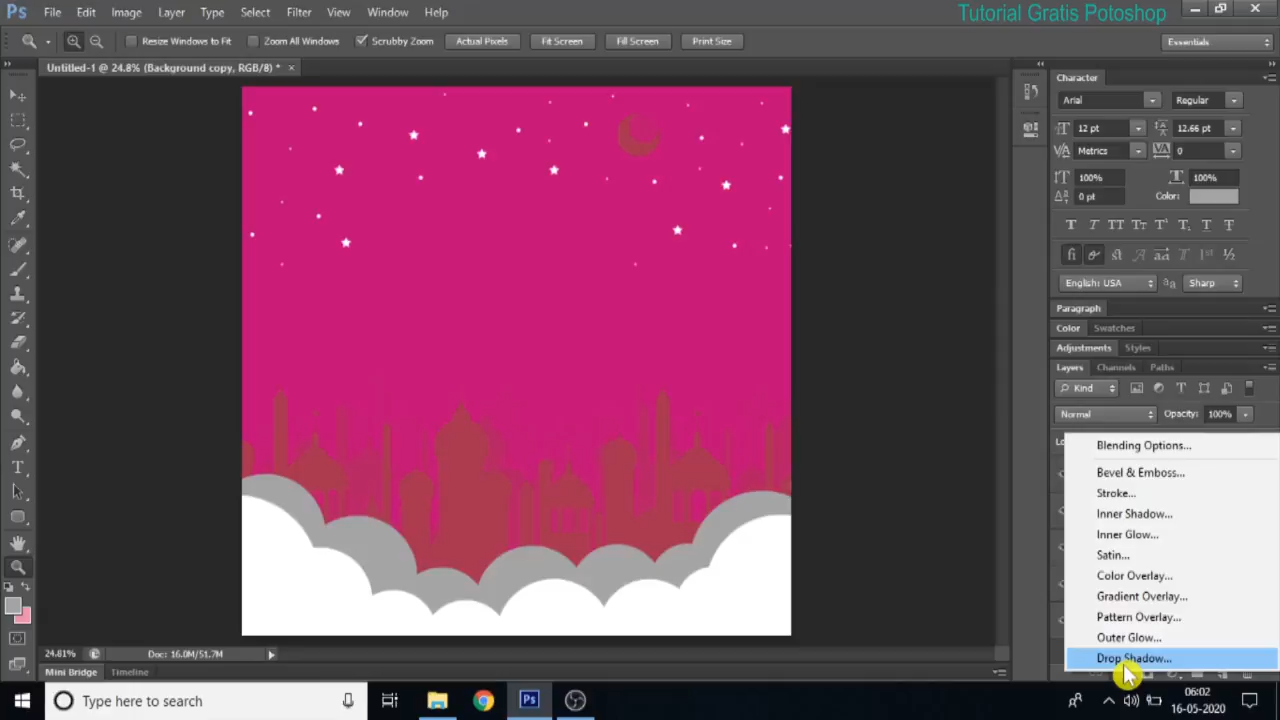 Ps File Edit Image Layer Type Select Filter View Window Help
Tutorial Gratis Potoshop
Resize Windows to Fit Zoom All Windows Scrubby Zoom Actual Pixels Fit Screen Fill Screen Print Size
Essentials
Untitled-1 @ 24.8% (Background copy, RGB/8) * ×
Character
Arial Regular
12 pt 12.66 pt
Metrics 0
100% 100%
0 pt Color:
English: USA Sharp
Paragraph
Color Swatches
Adjustments Styles
Layers Channels Paths
Kind
Normal Opacity: 100%
Blending Options...
Bevel & Emboss...
Stroke...
Inner Shadow...
Inner Glow...
Satin...
Color Overlay...
Gradient Overlay...
Pattern Overlay...
Outer Glow...
Drop Shadow...
24.81% Doc: 16.0M/51.7M
Mini Bridge Timeline
Type here to search
Ps
06:02
16-05-2020